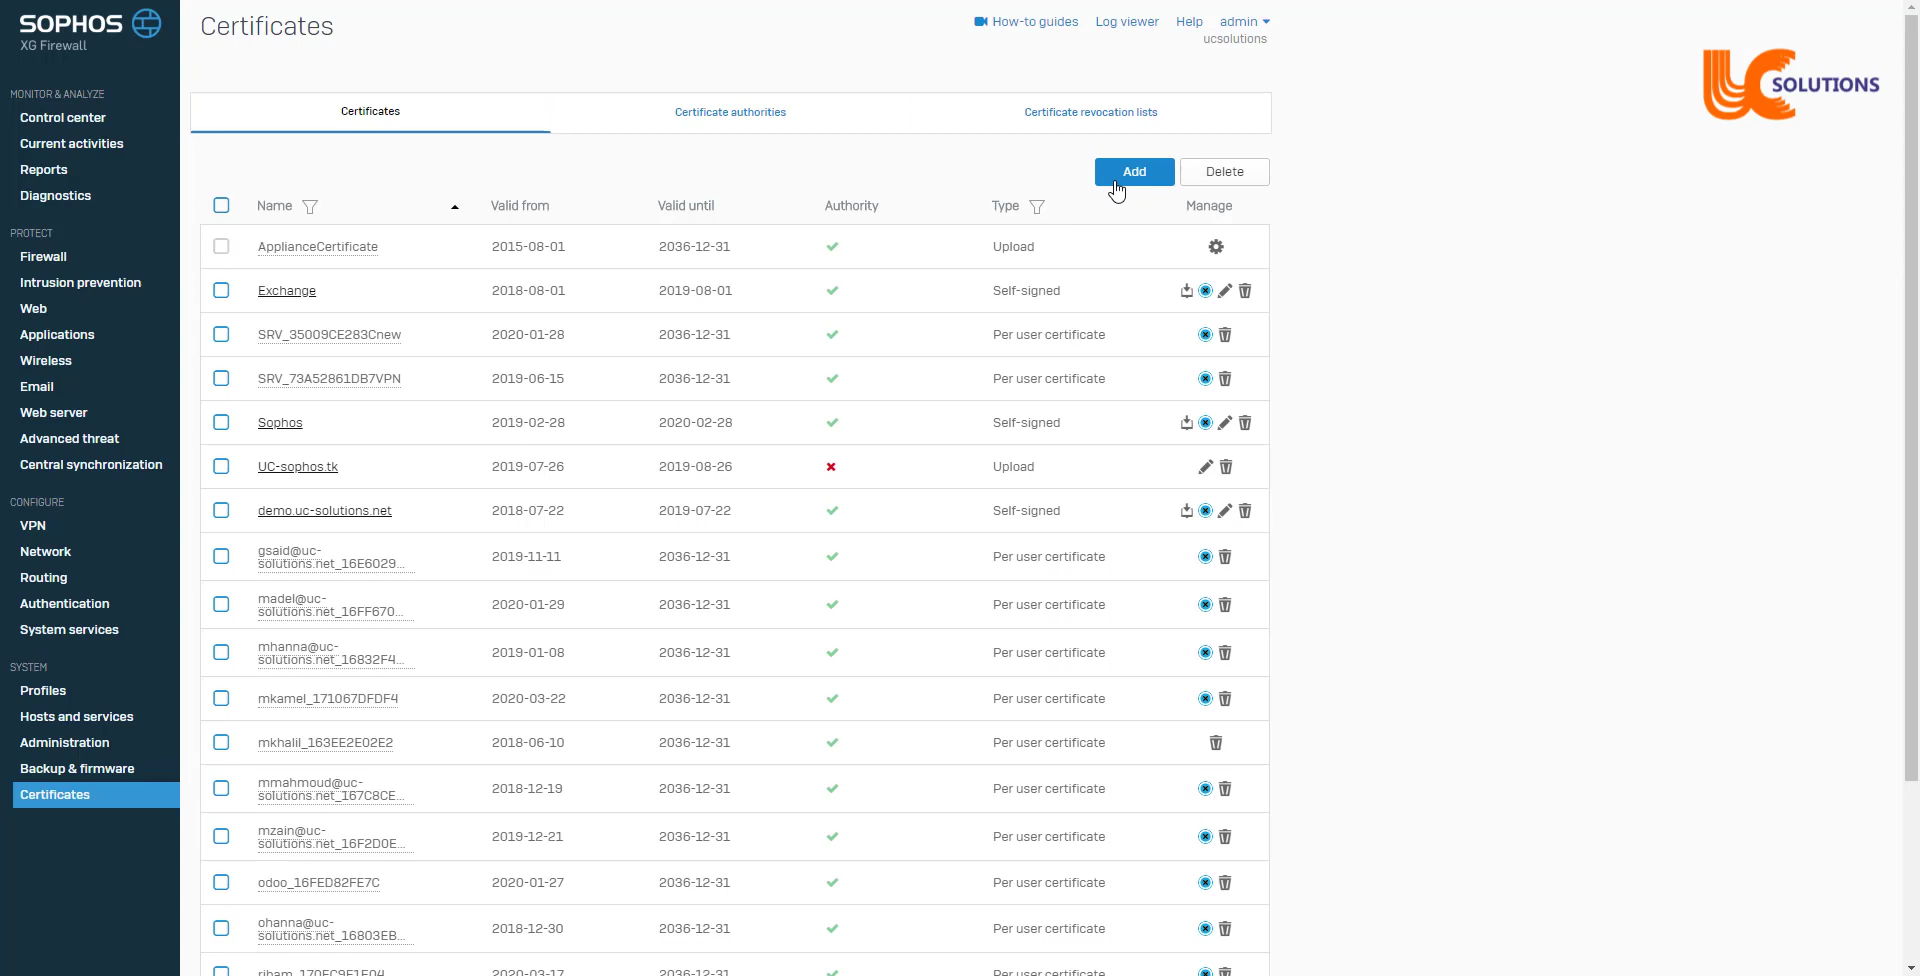 SOPHOS
XG Firewall
MONITOR & ANALYZE
Control center
Current activities
Reports
Diagnostics
PROTECT
Firewall
Intrusion prevention
Web
Applications
Wireless
Email
Web server
Advanced threat
Central synchronization
CONFIGURE
VPN
Network
Routing
Authentication
System services
SYSTEM
Profiles
Hosts and services
Administration
Backup & firmware
Certificates
Certificates
How-to guides Log viewer Help admin
ucsolutions
UC SOLUTIONS
Certificates Certificate authorities Certificate revocation lists
Add Delete
Name Valid from Valid until Authority Type Manage
ApplianceCertificate 2015-08-01 2036-12-31 Upload
Exchange 2018-08-01 2019-08-01 Self-signed
SRV_35009CE283Cnew 2020-01-28 2036-12-31 Per user certificate
SRV_73A52861DB7VPN 2019-06-15 2036-12-31 Per user certificate
Sophos 2019-02-28 2020-02-28 Self-signed
UC-sophos.tk 2019-07-26 2019-08-26 Upload
demo.uc-solutions.net 2018-07-22 2019-07-22 Self-signed
gsaid@uc-
solutions.net_16E6029... 2019-11-11 2036-12-31 Per user certificate
madel@uc-
solutions.net_16FF670... 2020-01-29 2036-12-31 Per user certificate
mhanna@uc-
solutions.net_16832F4... 2019-01-08 2036-12-31 Per user certificate
mkamel_171067DFDF4 2020-03-22 2036-12-31 Per user certificate
mkhalil_163EE2E02E2 2018-06-10 2036-12-31 Per user certificate
mmahmoud@uc-
solutions.net_167C8CE... 2018-12-19 2036-12-31 Per user certificate
mzain@uc-
solutions.net_16F2D0E... 2019-12-21 2036-12-31 Per user certificate
odoo_16FED82FE7C 2020-01-27 2036-12-31 Per user certificate
ohanna@uc-
solutions.net_16803EB... 2018-12-30 2036-12-31 Per user certificate
2020-03-17 2036-12-31 Per user certificate